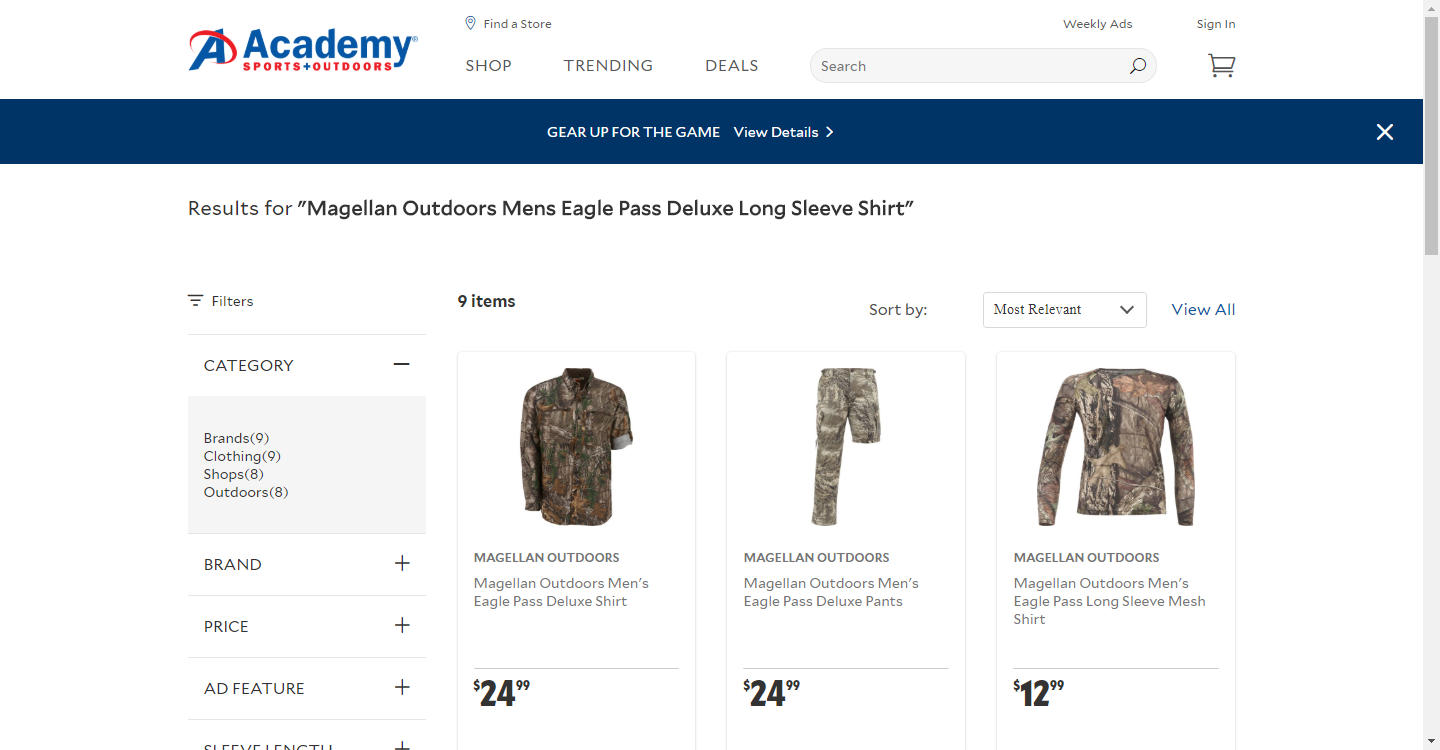 Find a Store
Weekly Ads
Sign In
Academy
SPORTS+OUTDOORS
SHOP
TRENDING
DEALS
Search
GEAR UP FOR THE GAME View Details
Results for "Magellan Outdoors Mens Eagle Pass Deluxe Long Sleeve Shirt"
Filters
9 items
Sort by:
Most Relevant
View All
CATEGORY
Brands(9)
Clothing(9)
Shops(8)
Outdoors(8)
BRAND
PRICE
AD FEATURE
SLEEVE LENGTH
MAGELLAN OUTDOORS
Magellan Outdoors Men's
Eagle Pass Deluxe Shirt
$24 99
MAGELLAN OUTDOORS
Magellan Outdoors Men's
Eagle Pass Deluxe Pants
$24 99
MAGELLAN OUTDOORS
Magellan Outdoors Men's
Eagle Pass Long Sleeve Mesh
Shirt
$12 99